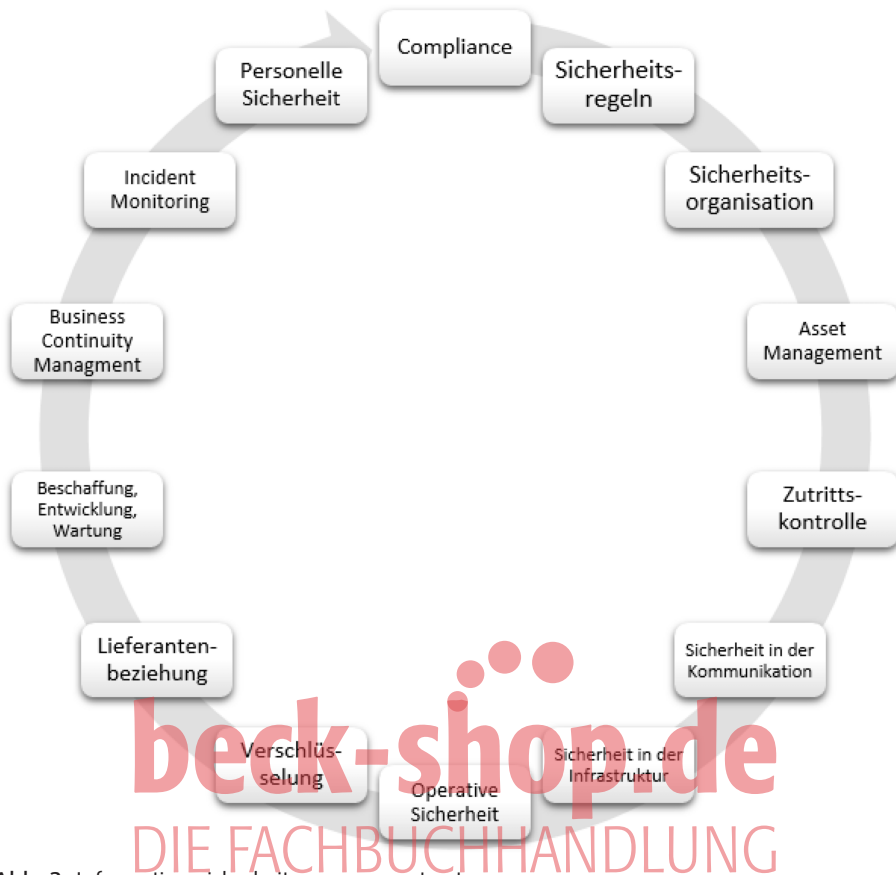 Compliance
Sicherheits-
regeln
Sicherheits-
organisation
Asset
Management
Zutritts-
kontrolle
Sicherheit in der
Kommunikation
Sicherheit in der
Infrastruktur
Operative
Sicherheit
Verschlüs-
selung
Lieferanten-
beziehung
Beschaffung,
Entwicklung,
Wartung
Business
Continuity
Managment
Incident
Monitoring
Personelle
Sicherheit
beck-shop.de
DIE FACHBUCHHANDLUNG